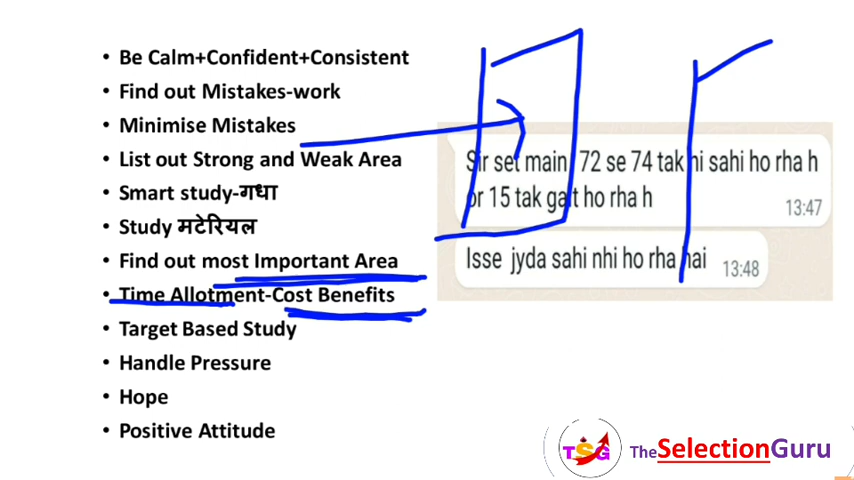 Be Calm+Confident+Consistent
Find out Mistakes-work
Minimise Mistakes
List out Strong and Weak Area
Smart study-गधा
Study मटेरियल
Find out most Important Area
Time Allotment-Cost Benefits
Target Based Study
Handle Pressure
Hope
Positive Attitude
Sir set main 72 se 74 tak hi sahi ho rha h
or 15 tak galt ho rha h
13:47
Isse jyda sahi nhi ho rha hai
13:48
TSG
TheSelectionGuru